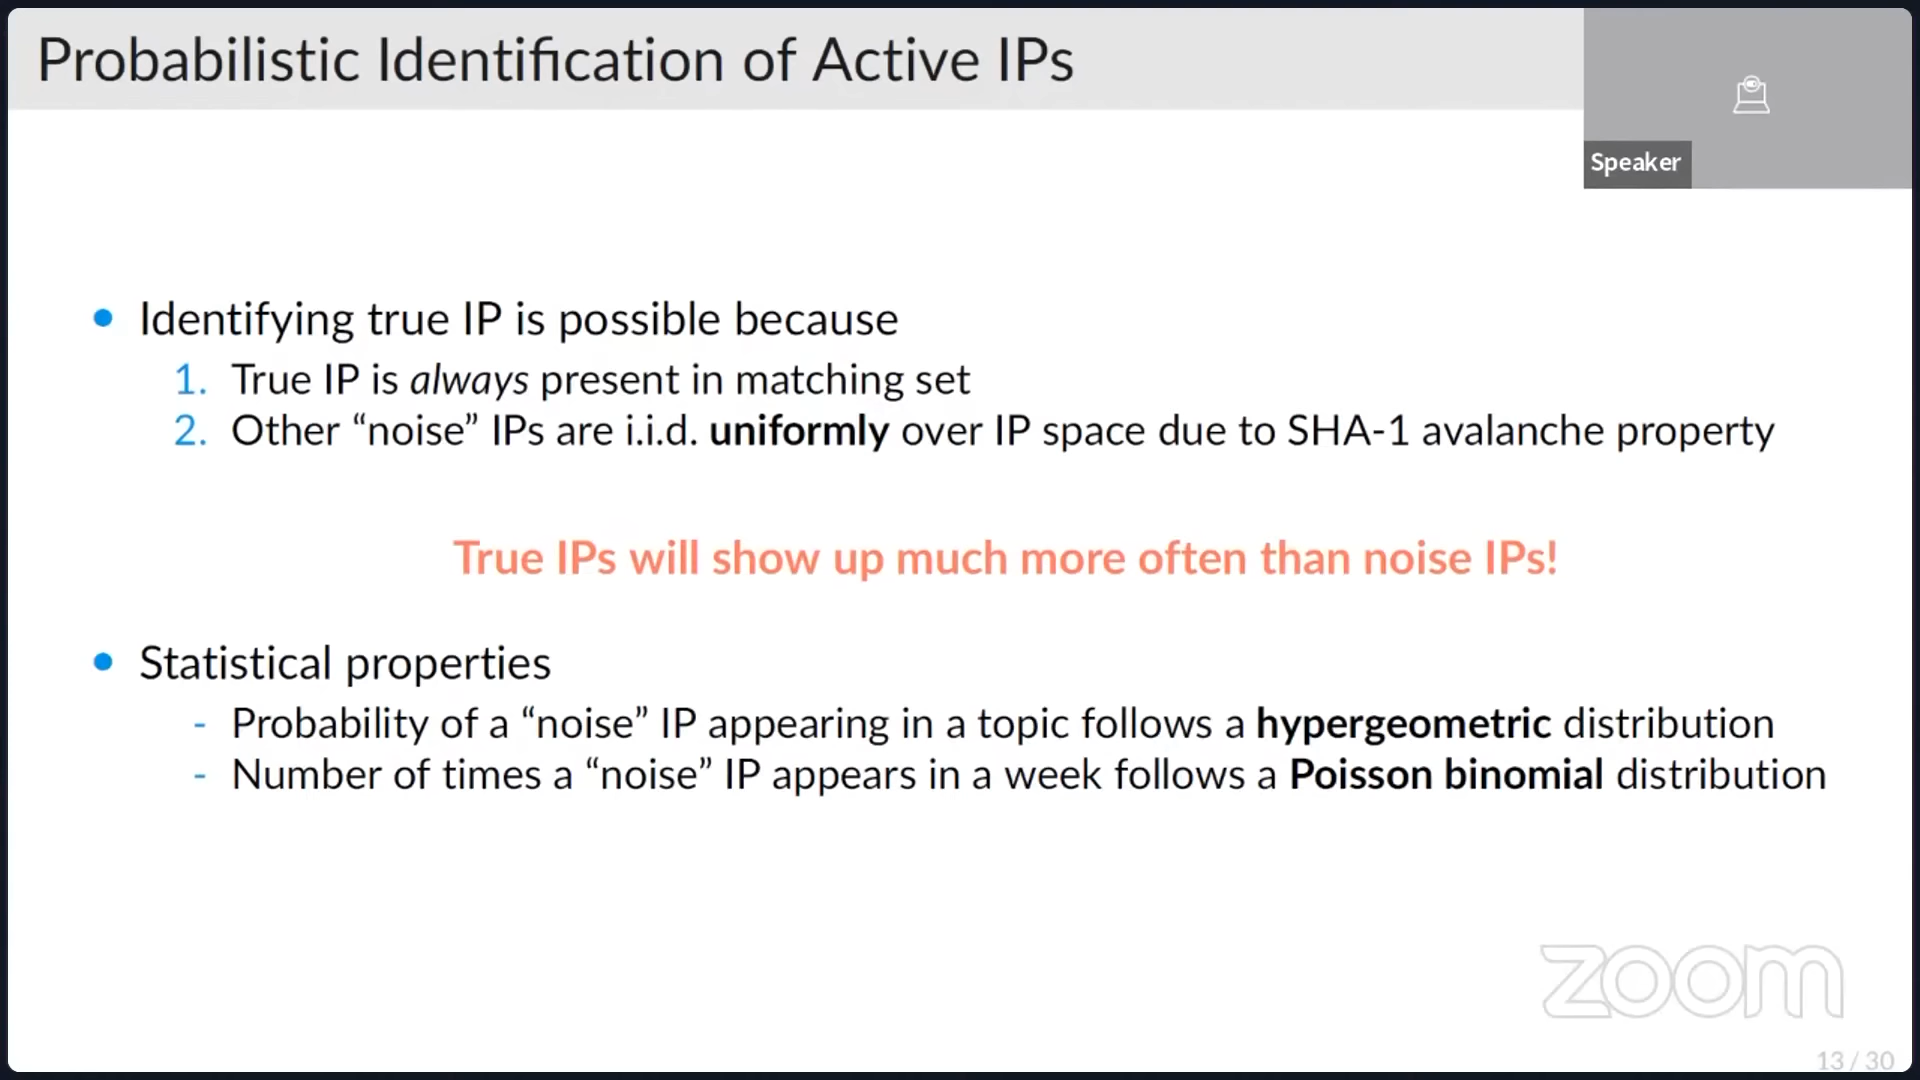 Probabilistic Identification of Active IPs
Speaker
• Identifying true IP is possible because
1. True IP is always present in matching set
2. Other “noise” IPs are i.i.d. uniformly over IP space due to SHA-1 avalanche property
True IPs will show up much more often than noise IPs!
• Statistical properties
- Probability of a “noise” IP appearing in a topic follows a hypergeometric distribution
- Number of times a “noise” IP appears in a week follows a Poisson binomial distribution
zoom
13 / 30